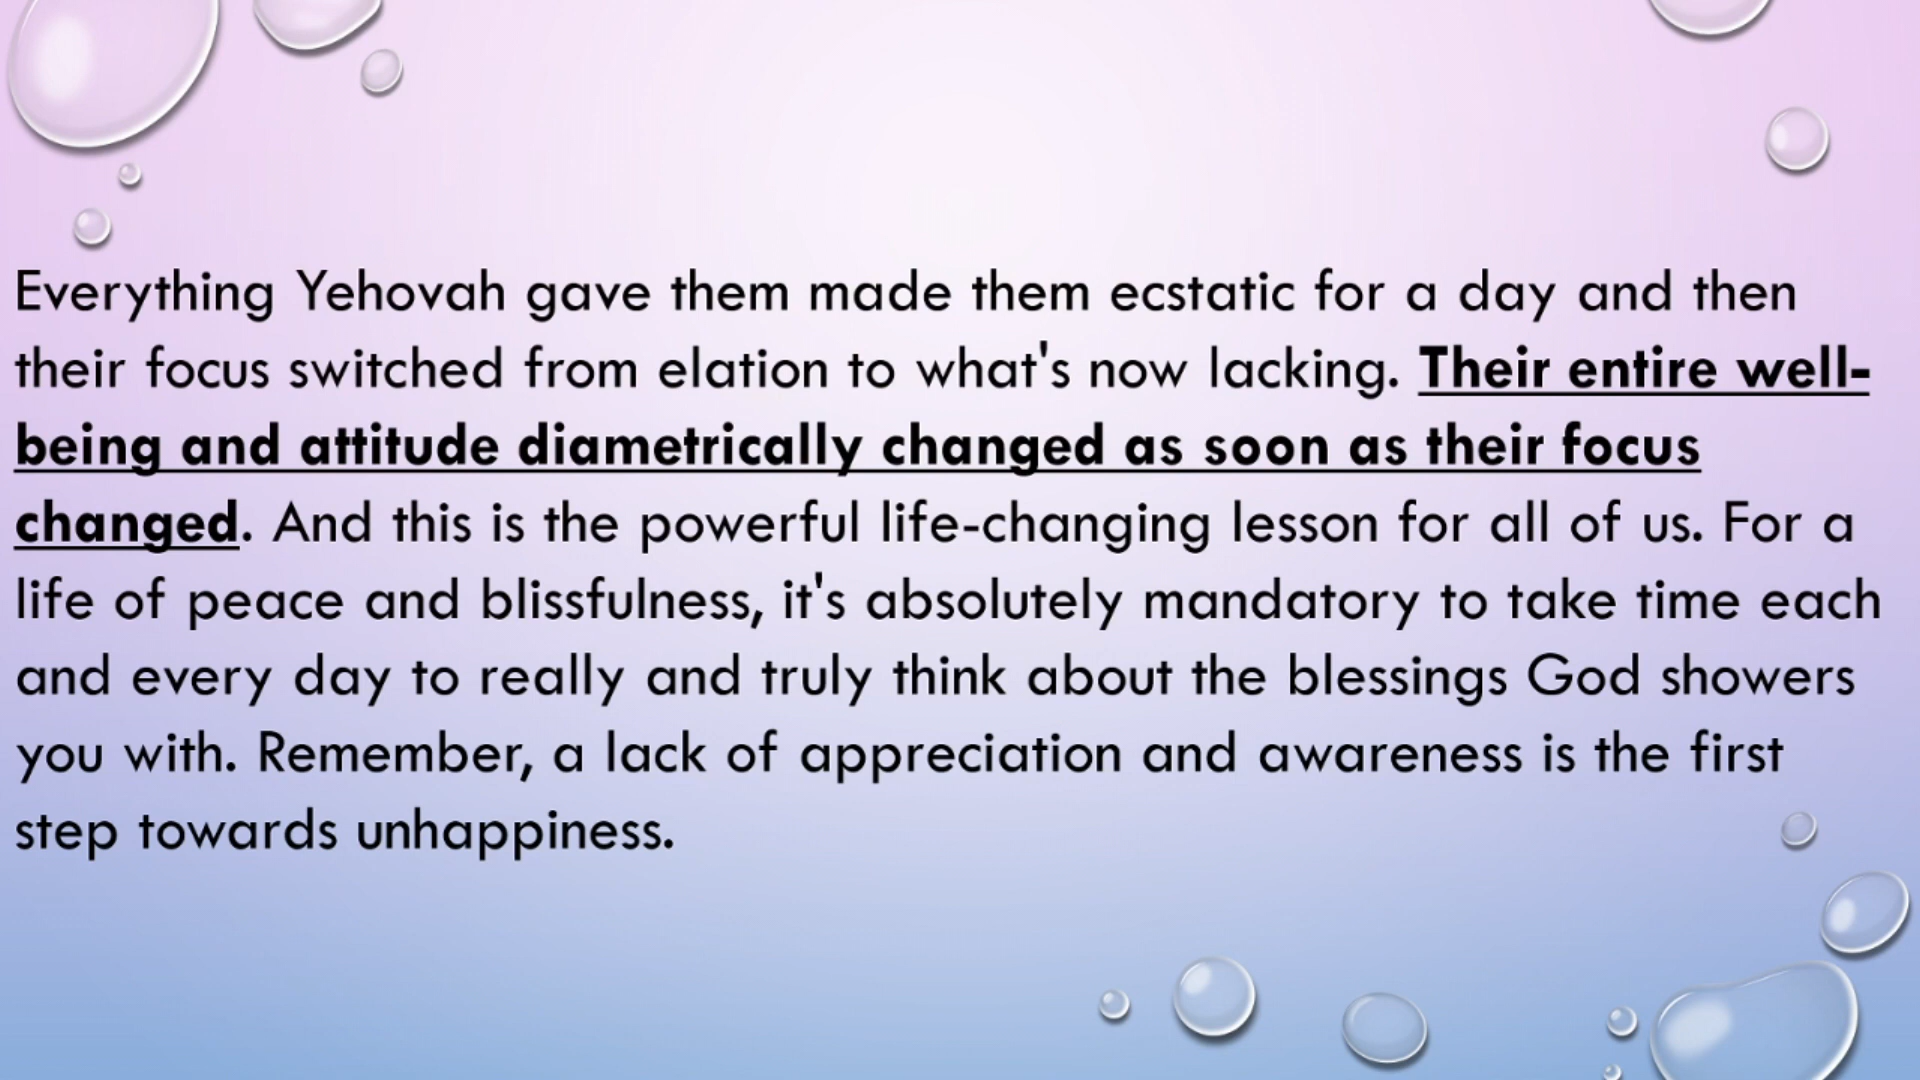 Everything Yehovah gave them made them ecstatic for a day and then
their focus switched from elation to what's now lacking. Their entire well-
being and attitude diametrically changed as soon as their focus
changed. And this is the powerful life-changing lesson for all of us. For a
life of peace and blissfulness, it's absolutely mandatory to take time each
and every day to really and truly think about the blessings God showers
you with. Remember, a lack of appreciation and awareness is the first
step towards unhappiness.